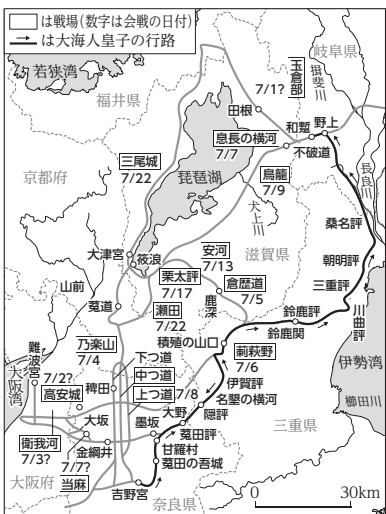 □は戦場(数字は会戦の日付)
→は大海人皇子の行路
若狭湾
福井県
岐阜県
揖斐川
玉倉部
7/1?
田根
和蹔
野上
息長の横河
7/7
不破道
長良川
三尾城
7/22
琵琶湖
鳥籠
7/9
京都府
犬上川
桑名評
大津宮
筱浪
安河
7/13
滋賀県
朝明評
山前
栗太評
7/17
倉歴道
7/5
三重評
菟道
瀬田
7/22
鹿深
鈴鹿評
川曲評
難波宮
乃楽山
7/4
積殖の山口
鈴鹿関
大阪湾
下つ道
莿萩野
7/6
伊勢湾
7/2?
稗田
中つ道
伊賀評
櫛田川
高安城
上つ道
7/8
大野
隠評
名墾の横河
大坂
墨坂
三重県
衛我河
7/3?
7/7?
金綱井
菟田評
当麻
甘羅村
菟田の吾城
大阪府
吉野宮
奈良県
0 30km